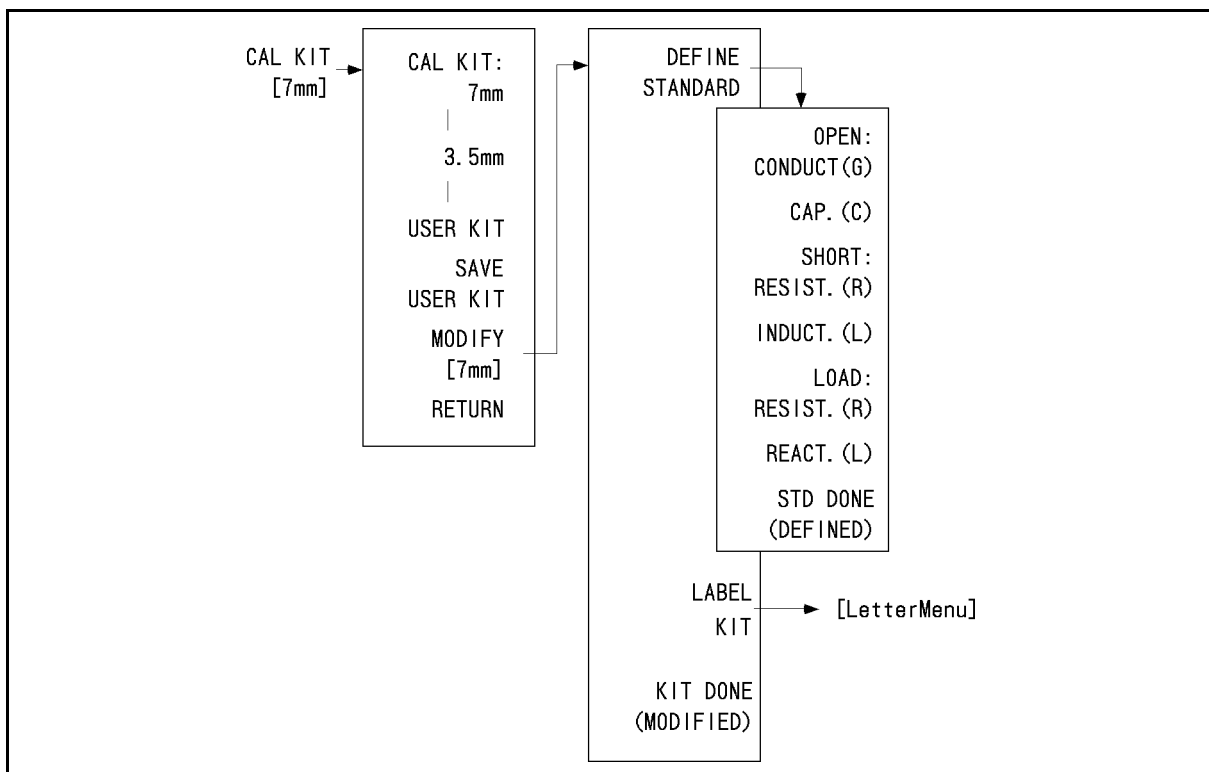 CAL KIT
[7mm]
CAL KIT:
7mm
3.5mm
USER KIT
SAVE
USER KIT
MODIFY
[7mm]
RETURN
DEFINE
STANDARD
OPEN:
CONDUCT(G)
CAP.(C)
SHORT:
RESIST.(R)
INDUCT.(L)
LOAD:
RESIST.(R)
REACT.(L)
STD DONE
(DEFINED)
LABEL
KIT
[LetterMenu]
KIT DONE
(MODIFIED)